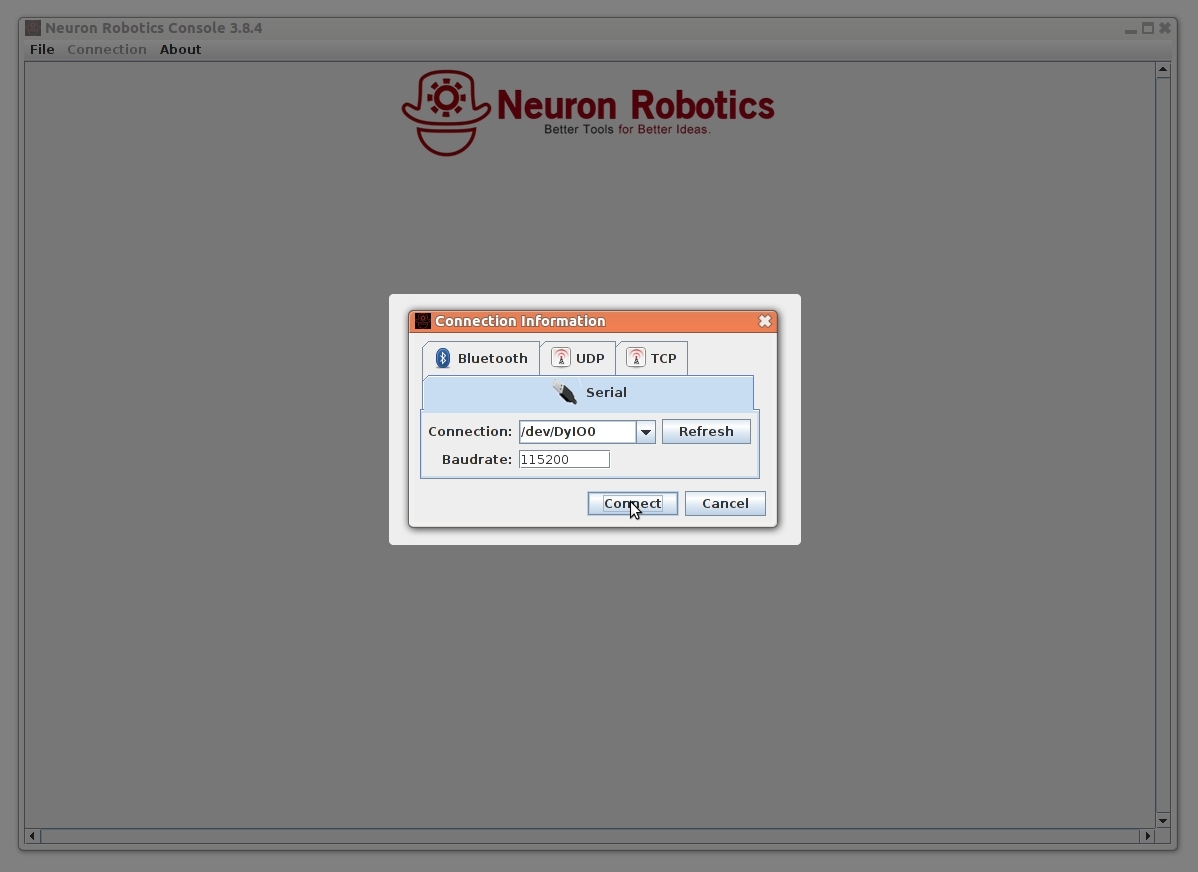 Neuron Robotics Console 3.8.4
File Connection About
Neuron Robotics
Better Tools for Better Ideas.
Connection Information
Bluetooth UDP TCP
Serial
Connection: /dev/DyIO0 Refresh
Baudrate: 115200
Connect Cancel